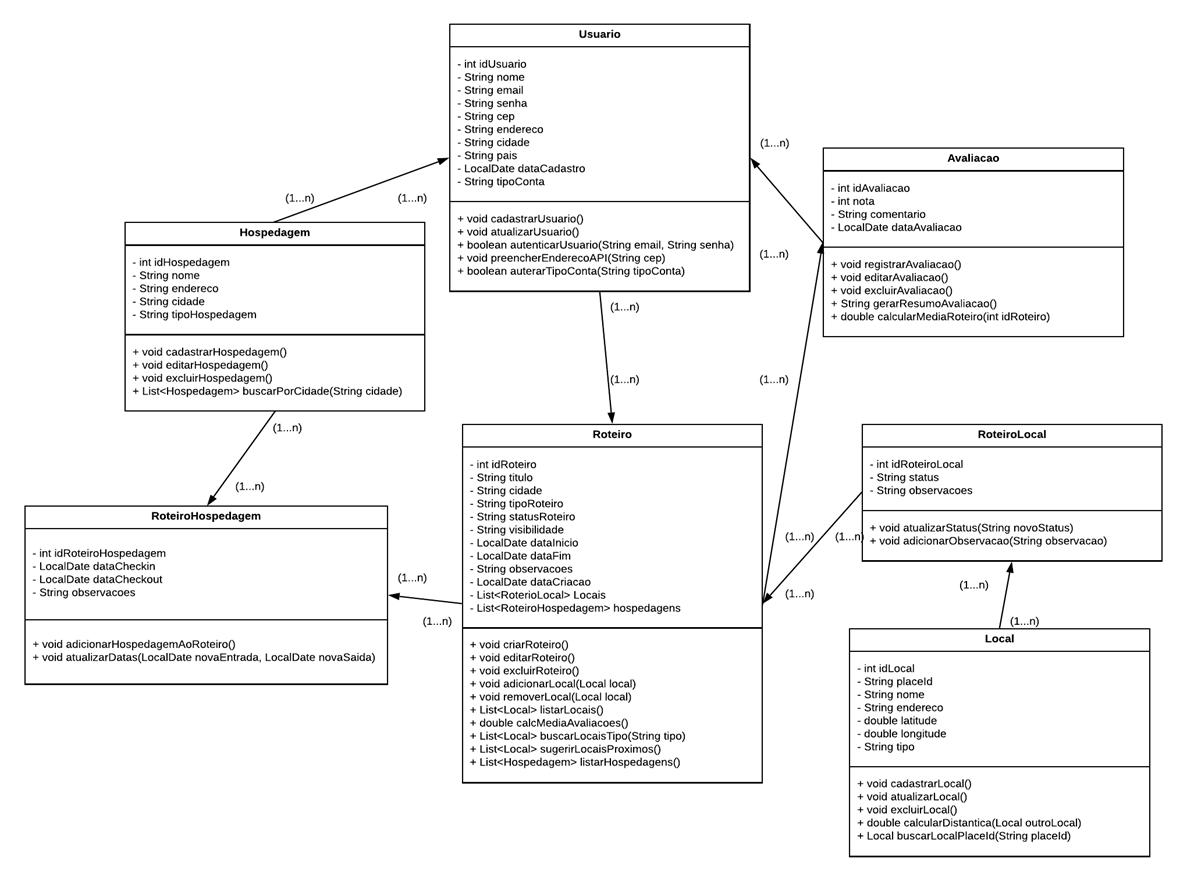 Usuario
- int idUsuario
- String nome
- String email
- String senha
- String cep
- String endereco
- String cidade
- String pais
- LocalDate dataCadastro
- String tipoConta
+ void cadastrarUsuario()
+ void atualizarUsuario()
+ boolean autenticarUsuario(String email, String senha)
+ void preencherEnderecoAPI(String cep)
+ boolean auterarTipoConta(String tipoConta)
(1...n)
(1...n)
(1...n)
(1...n)
Avaliacao
- int idAvaliacao
- int nota
- String comentario
- LocalDate dataAvaliacao
+ void registrarAvaliacao()
+ void editarAvaliacao()
+ void excluirAvaliacao()
+ String gerarResumoAvaliacao()
+ double calcularMediaRoteiro(int idRoteiro)
Hospedagem
- int idHospedagem
- String nome
- String endereco
- String cidade
- String tipoHospedagem
+ void cadastrarHospedagem()
+ void editarHospedagem()
+ void excluirHospedagem()
+ List<Hospedagem> buscarPorCidade(String cidade)
(1...n)
(1...n)
(1...n)
(1...n)
(1...n)
Roteiro
- int idRoteiro
- String titulo
- String cidade
- String tipoRoteiro
- String statusRoteiro
- String visibilidade
- LocalDate dataInicio
- LocalDate dataFim
- String observacoes
- LocalDate dataCriacao
- List<RoterioLocal> Locais
- List<RoteiroHospedagem> hospedagens
+ void criarRoteiro()
+ void editarRoteiro()
+ void excluirRoteiro()
+ void adicionarLocal(Local local)
+ void removerLocal(Local local)
+ List<Local> listarLocais()
+ double calcMediaAvaliacoes()
+ List<Local> buscarLocaisTipo(String tipo)
+ List<Local> sugerirLocaisProximos()
+ List<Hospedagem> listarHospedagens()
RoteiroLocal
- int idRoteiroLocal
- String status
- String observacoes
+ void atualizarStatus(String novoStatus)
+ void adicionarObservacao(String observacao)
RoteiroHospedagem
- int idRoteiroHospedagem
- LocalDate dataCheckin
- LocalDate dataCheckout
- String observacoes
+ void adicionarHospedagemAoRoteiro()
+ void atualizarDatas(LocalDate novaEntrada, LocalDate novaSaida)
(1...n)
(1...n)
(1...n)
(1...n)
(1...n)
(1...n)
(1...n)
Local
- int idLocal
- String placeId
- String nome
- String endereco
- double latitude
- double longitude
- String tipo
+ void cadastrarLocal()
+ void atualizarLocal()
+ void excluirLocal()
+ double calcularDistantica(Local outroLocal)
+ Local buscarLocalPlaceId(String placeId)